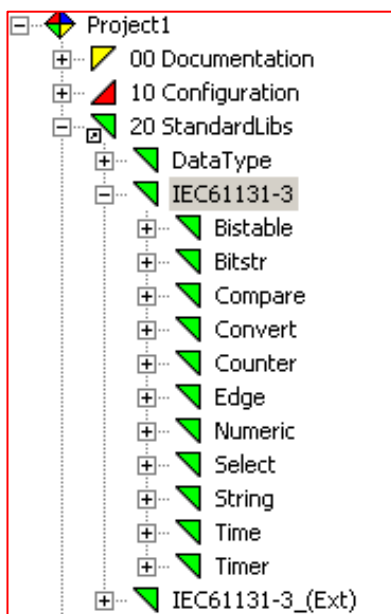 Project1
00 Documentation
10 Configuration
20 StandardLibs
DataType
IEC61131-3
Bistable
Bitstr
Compare
Convert
Counter
Edge
Numeric
Select
String
Time
Timer
IEC61131-3_(Ext)